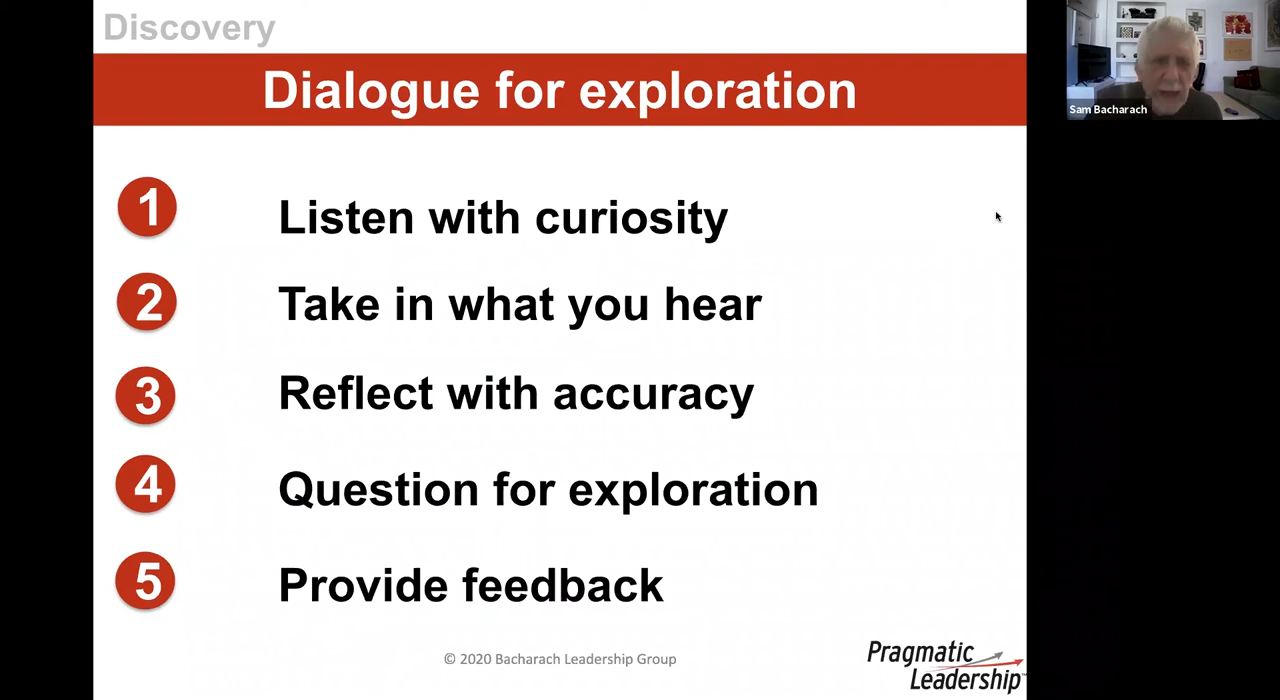 Discovery
Dialogue for exploration
Sam Bacharach
1 Listen with curiosity
2 Take in what you hear
3 Reflect with accuracy
4 Question for exploration
5 Provide feedback
© 2020 Bacharach Leadership Group
Pragmatic
Leadership™